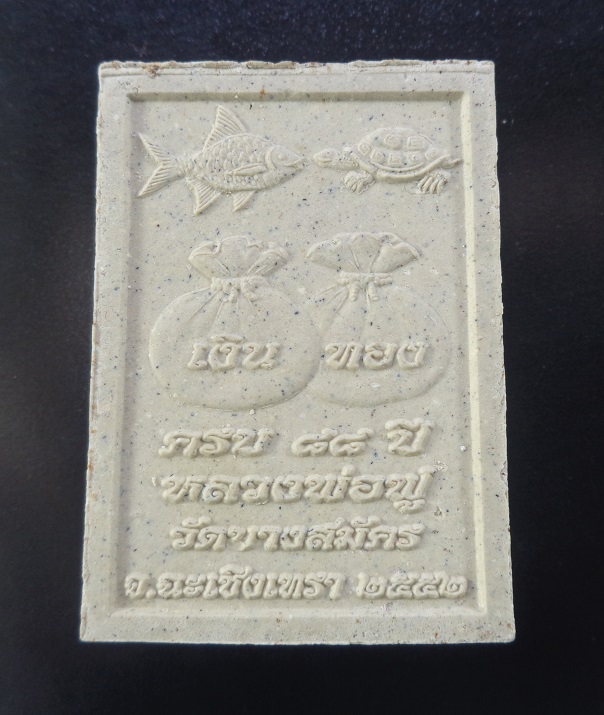 เงิน ทอง
ครบ ๘๘ ปี
หลวงพ่อฟู
วัดบางสมัคร
จ.ฉะเชิงเทรา ๒๕๕๒